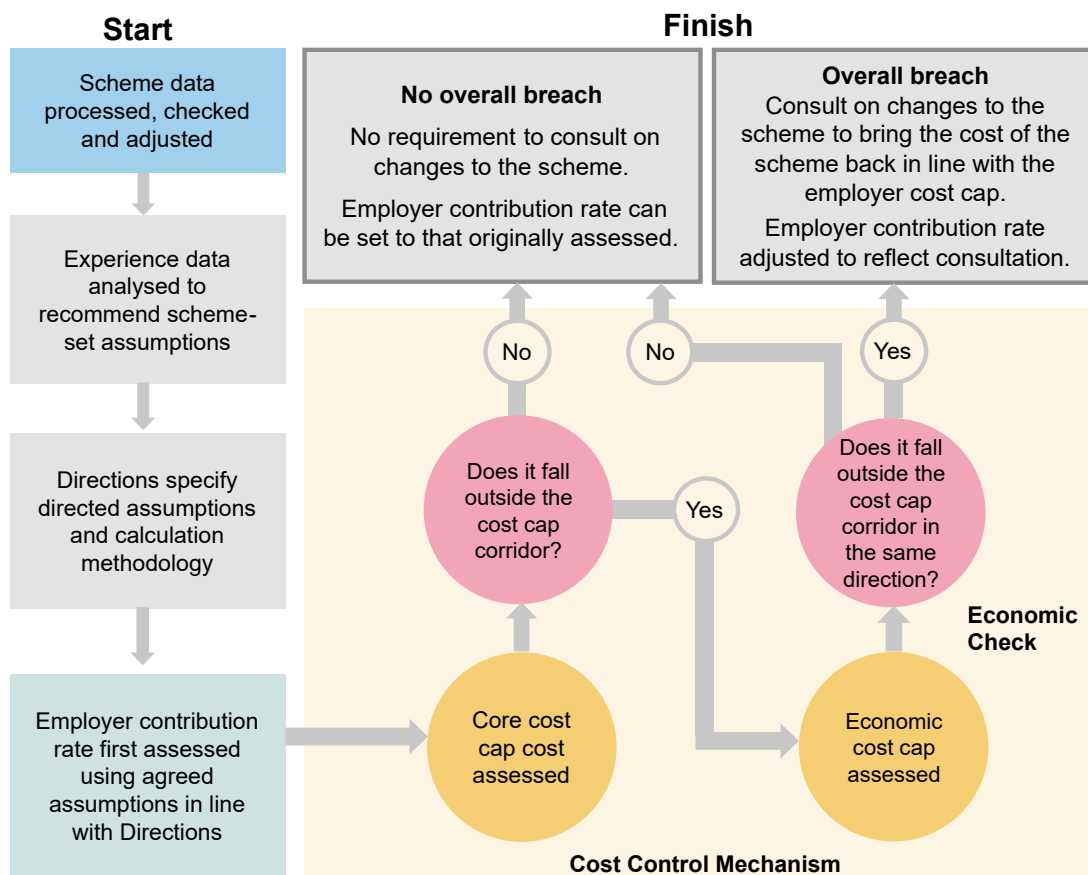 Start
Scheme data
processed, checked
and adjusted
Experience data
analysed to
recommend scheme-
set assumptions
Directions specify
directed assumptions
and calculation
methodology
Employer contribution
rate first assessed
using agreed
assumptions in line
with Directions
Finish
No overall breach
No requirement to consult on
changes to the scheme.
Employer contribution rate can
be set to that originally assessed.
Overall breach
Consult on changes to the
scheme to bring the cost of the
scheme back in line with the
employer cost cap.
Employer contribution rate
adjusted to reflect consultation.
No
No
Yes
Does it fall
outside the
cost cap
corridor?
Yes
Does it fall
outside the
cost cap
corridor in
the same
direction?
Economic
Check
Core cost
cap cost
assessed
Economic
cost cap
assessed
Cost Control Mechanism